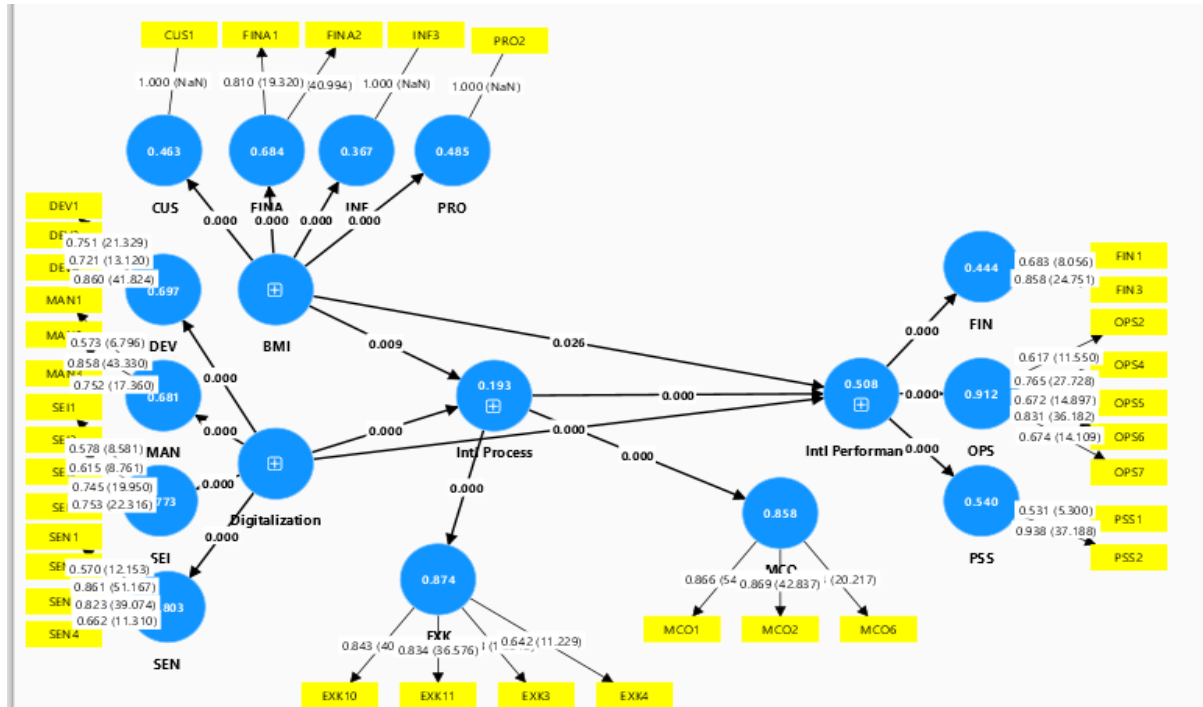 CUS1
FINA1
FINA2
INF3
PRO2
1.000 (NaN)
0.810 (19.320)
(40.994)
1.000 (NaN)
1.000 (NaN)
0.463
0.684
0.367
0.485
CUS
FINA
INF
PRO
0.000
0.000
0.000
0.000
DEV1
0.751 (21.329)
0.721 (13.120)
0.860 (41.824)
0.697
DEV
BMI
MAN1
0.573 (6.796)
0.858 (43.330)
0.752 (17.360)
0.681
MAN
SEI1
0.578 (8.581)
0.615 (8.761)
0.745 (19.950)
0.753 (22.316)
SEI
SEN1
0.570 (12.153)
0.861 (51.167)
0.823 (39.074)
0.662 (11.310)
SEN4
SEN
0.000
0.000
0.000
0.000
Digitalization
0.009
0.026
0.000
0.000
0.000
0.193
Intl Process
0.000
0.000
0.508
Intl Performan
0.000
0.000
0.000
0.444
FIN
0.683 (8.056)
0.858 (24.751)
FIN1
FIN3
0.912
OPS
0.617 (11.550)
0.765 (27.728)
0.672 (14.897)
0.831 (36.182)
0.674 (14.109)
OPS2
OPS4
OPS5
OPS6
OPS7
0.540
PSS
0.531 (5.300)
0.938 (37.188)
PSS1
PSS2
0.858
MCO
0.869 (42.837)
(20.217)
MCO1
MCO2
MCO6
0.874
EXK
0.834 (36.576)
0.642 (11.229)
EXK10
EXK11
EXK3
EXK4